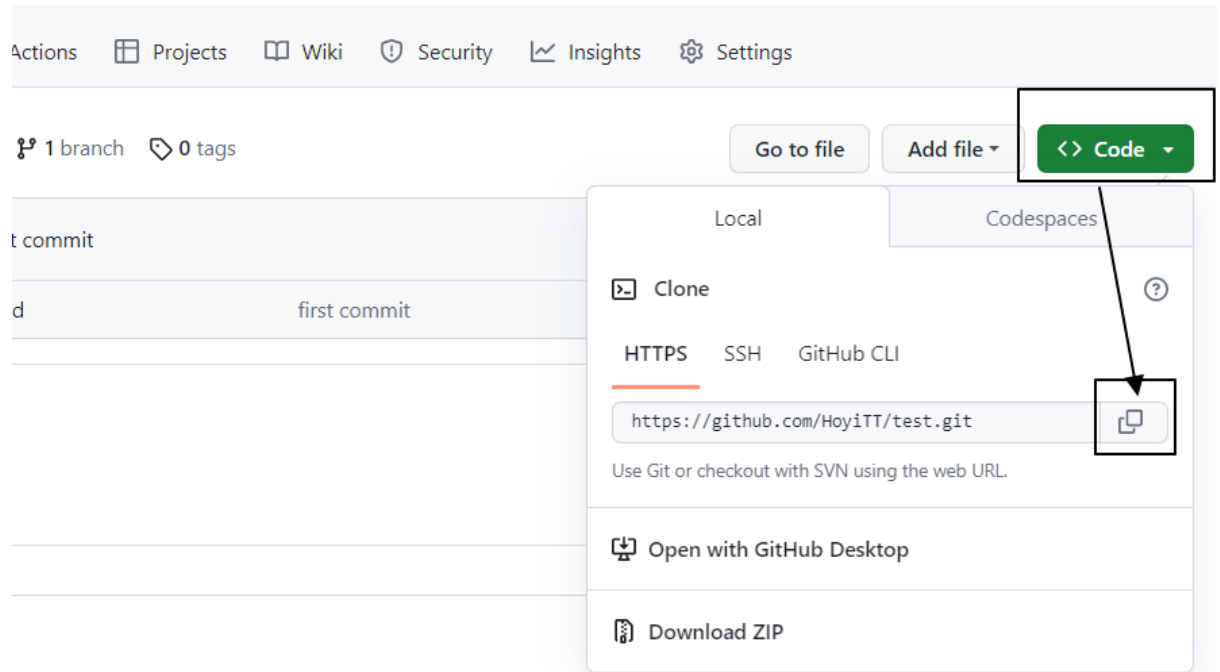 Actions Projects Wiki Security Insights Settings
1 branch 0 tags Go to file Add file Code
Local Codespaces
t commit
Clone
d first commit
HTTPS SSH GitHub CLI
https://github.com/HoyiTT/test.git
Use Git or checkout with SVN using the web URL.
Open with GitHub Desktop
Download ZIP